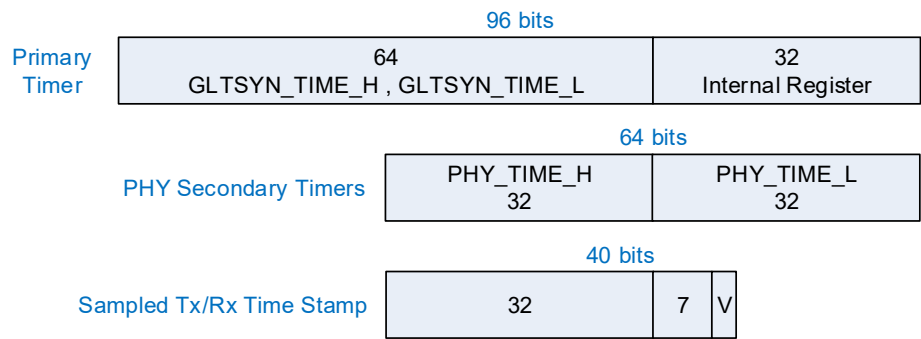 96 bits
Primary
Timer
64
GLTSYN_TIME_H , GLTSYN_TIME_L
32
Internal Register
64 bits
PHY Secondary Timers
PHY_TIME_H
32
PHY_TIME_L
32
40 bits
Sampled Tx/Rx Time Stamp
32
7
V